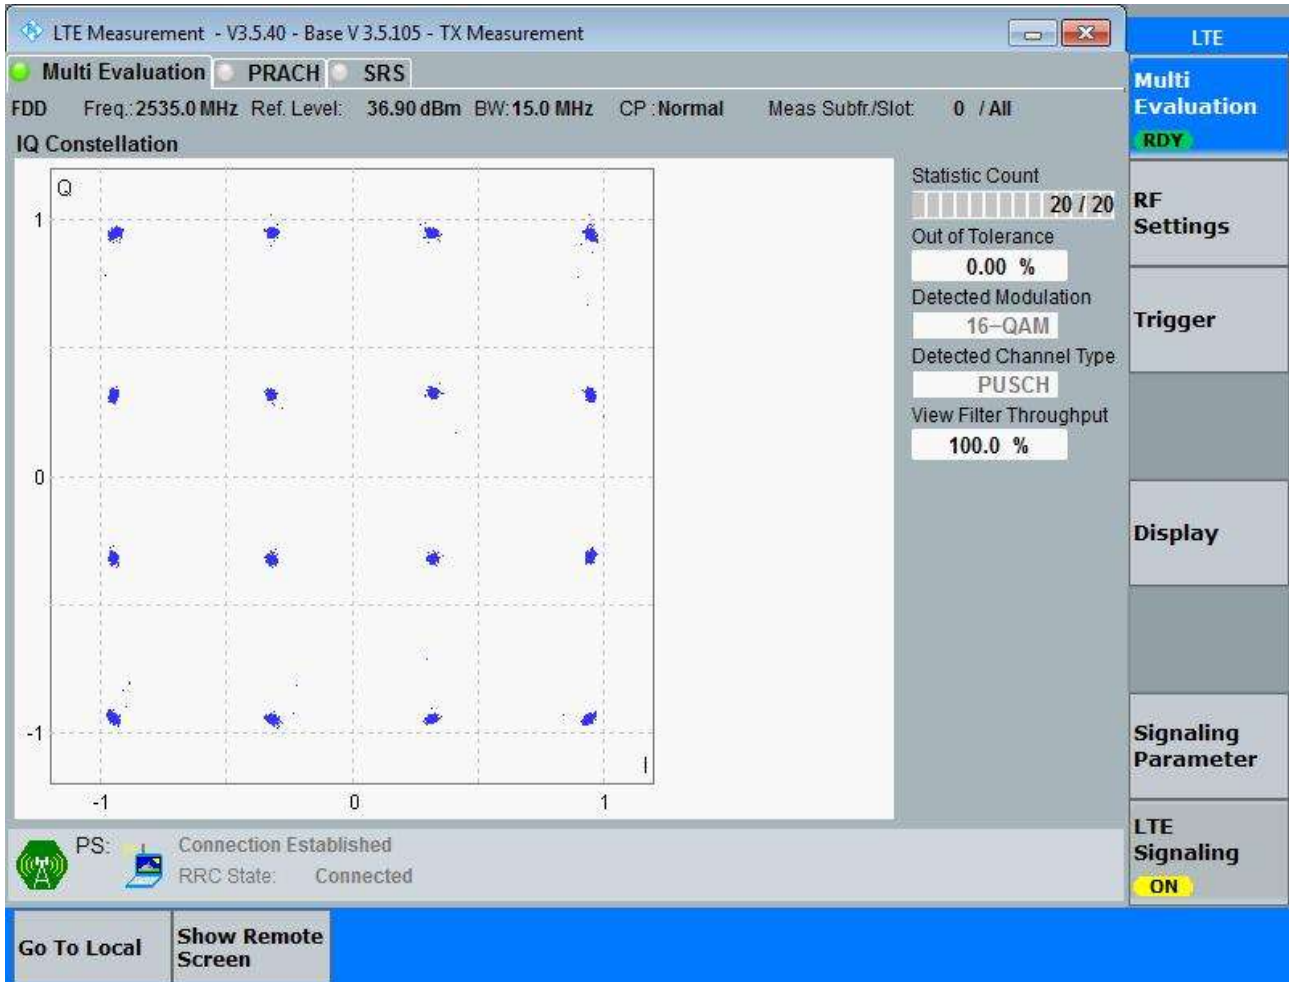 LTE Measurement - V3.5.40 - Base V 3.5.105 - TX Measurement
LTE
Multi Evaluation PRACH SRS
FDD Freq.: 2535.0 MHz Ref. Level: 36.90 dBm BW: 15.0 MHz CP : Normal Meas Subfr./Slot: 0 / All
IQ Constellation
Q
1
0
-1
-1 0 1
I
Statistic Count
20 / 20
Out of Tolerance
0.00 %
Detected Modulation
16-QAM
Detected Channel Type
PUSCH
View Filter Throughput
100.0 %
Multi
Evaluation
RDY
RF
Settings
Trigger
Display
Signaling
Parameter
LTE
Signaling
ON
PS: Connection Established
RRC State: Connected
Go To Local
Show Remote
Screen